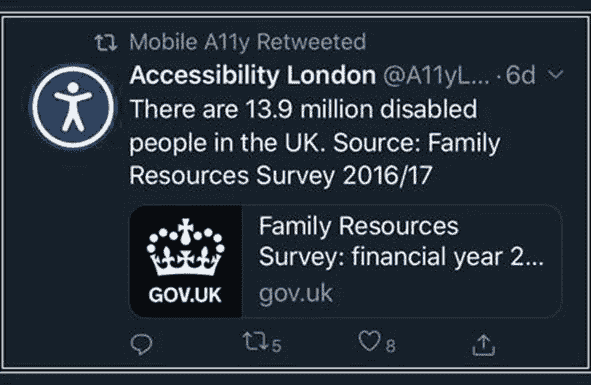 Mobile A11y Retweeted
Accessibility London @A11yL... · 6d
There are 13.9 million disabled
people in the UK. Source: Family
Resources Survey 2016/17
Family Resources
Survey: financial year 2...
GOV.UK
gov.uk
5
8